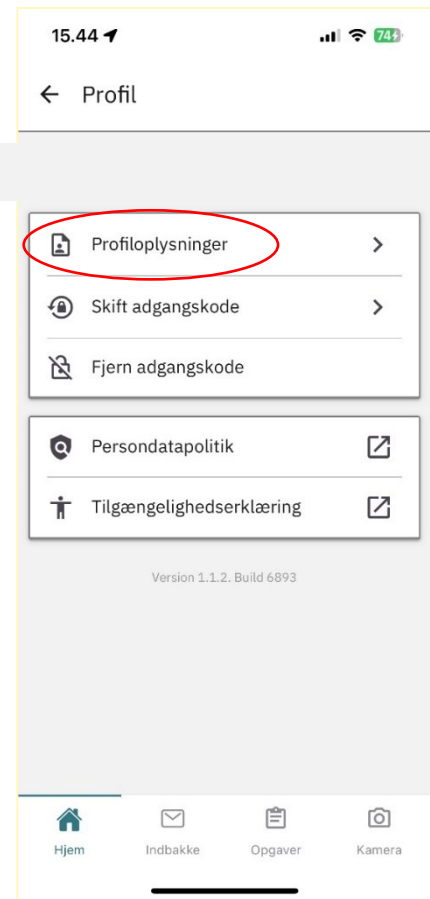 15.44
74
Profil
Profiloplysninger
Skift adgangskode
Fjern adgangskode
Persondatapolitik
Tilgængelighedserklæring
Version 1.1.2. Build 6893
Hjem
Indbakke
Opgaver
Kamera